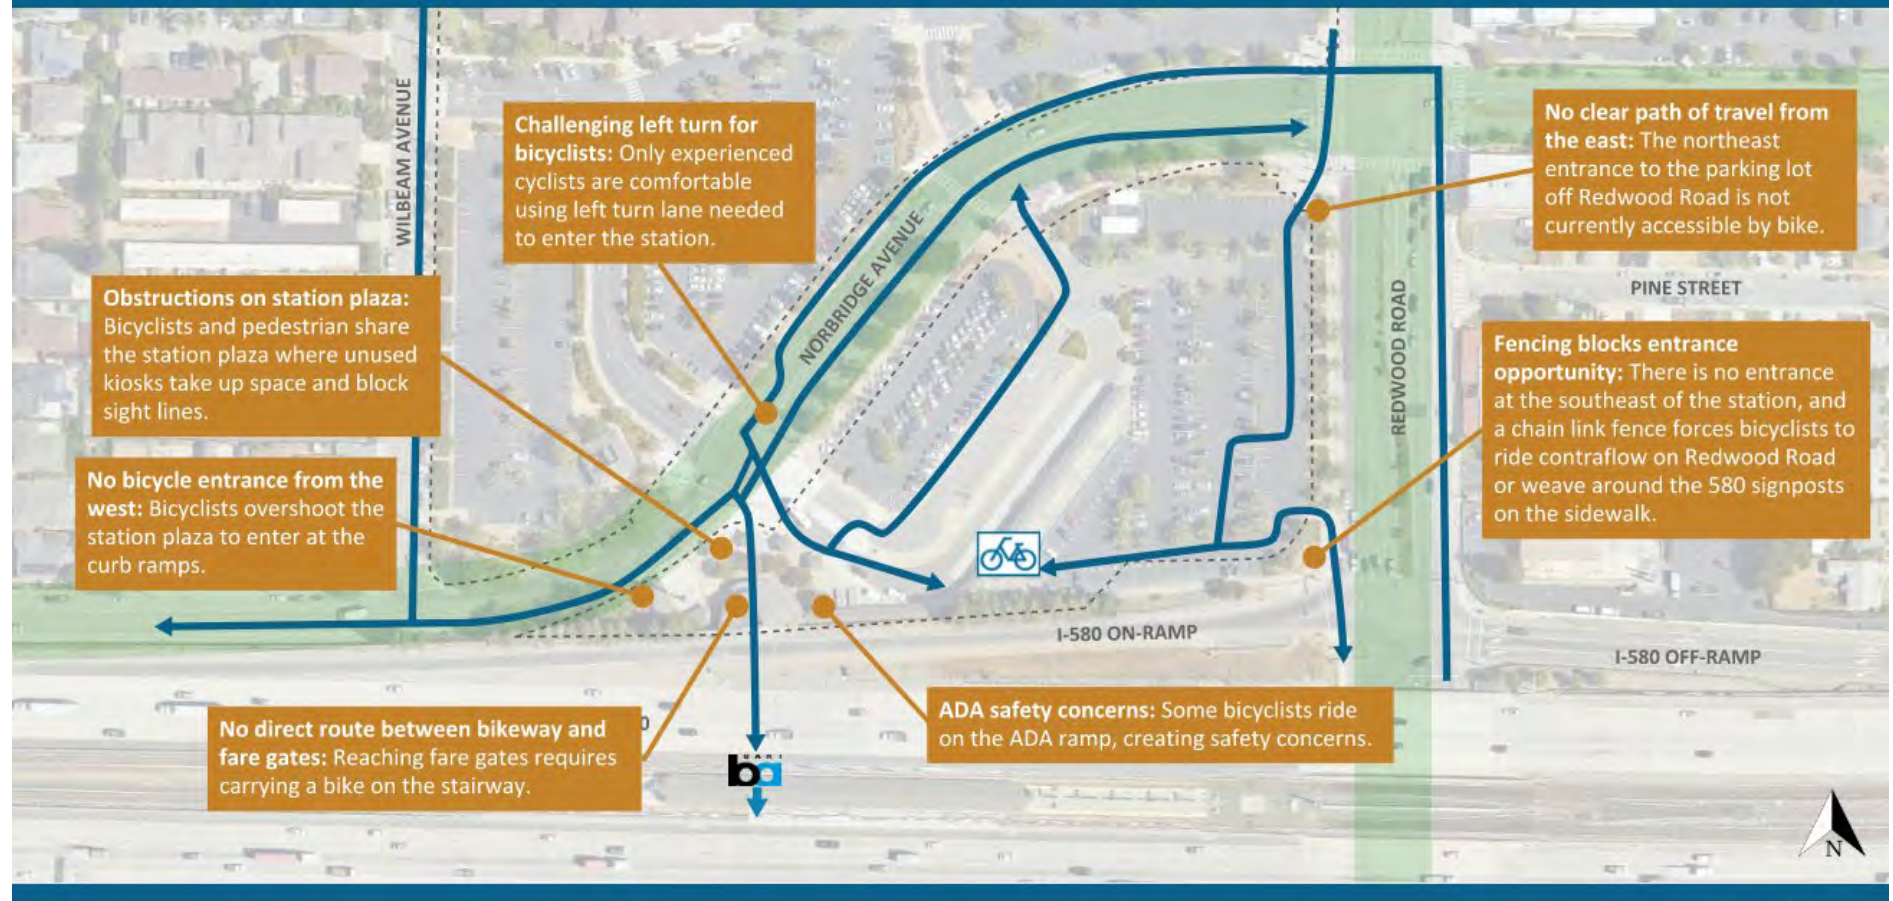 WILBEAM AVENUE
Challenging left turn for
bicyclists: Only experienced
cyclists are comfortable
using left turn lane needed
to enter the station.
No clear path of travel from
the east: The northeast
entrance to the parking lot
off Redwood Road is not
currently accessible by bike.
NORBRIDGE AVENUE
Obstructions on station plaza:
Bicyclists and pedestrian share
the station plaza where unused
kiosks take up space and block
sight lines.
PINE STREET
REDWOOD ROAD
Fencing blocks entrance
opportunity: There is no entrance
at the southeast of the station, and
a chain link fence forces bicyclists to
ride contraflow on Redwood Road
or weave around the 580 signposts
on the sidewalk.
No bicycle entrance from the
west: Bicyclists overshoot the
station plaza to enter at the
curb ramps.
I-580 ON-RAMP
I-580 OFF-RAMP
No direct route between bikeway and
fare gates: Reaching fare gates requires
carrying a bike on the stairway.
0
ADA safety concerns: Some bicyclists ride
on the ADA ramp, creating safety concerns.
BART
ba
N